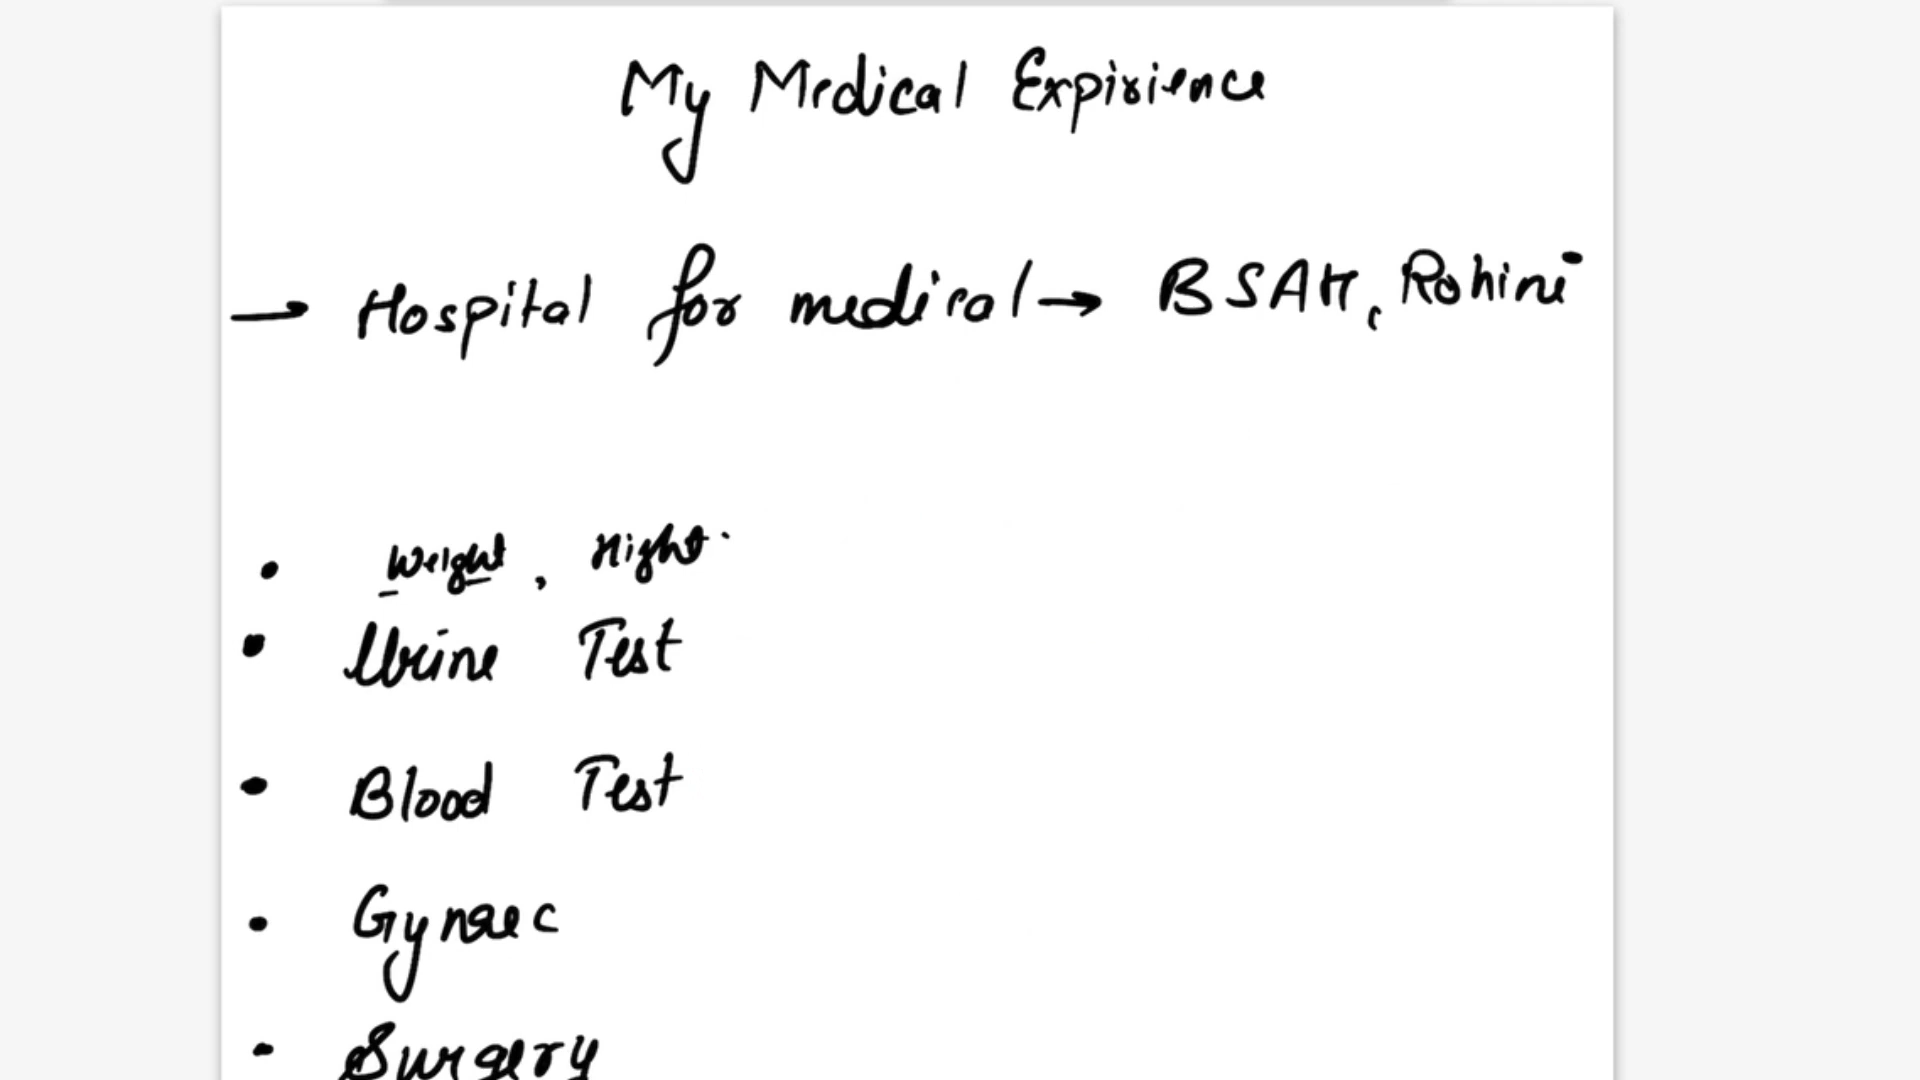 My Medical Expirience
→ Hospital for medical → BSAH, Rohini
• Weight, Hight.
• Urine Test
• Blood Test
• Gynaec
• Surgery